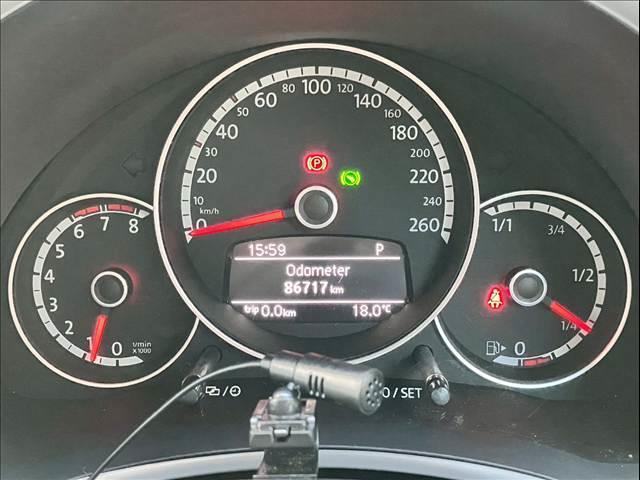 80 100 120
60 140
40 160
180
30 200
20 220
10 240
km/h
0 260
15:59 P
Odometer
86717 km
trip 0.0 km 18.0°C
7 8
6
5
4
3
2
1 0
1/min
x1000
1/1 3/4
1/2
1/4
0
P
0 / SET